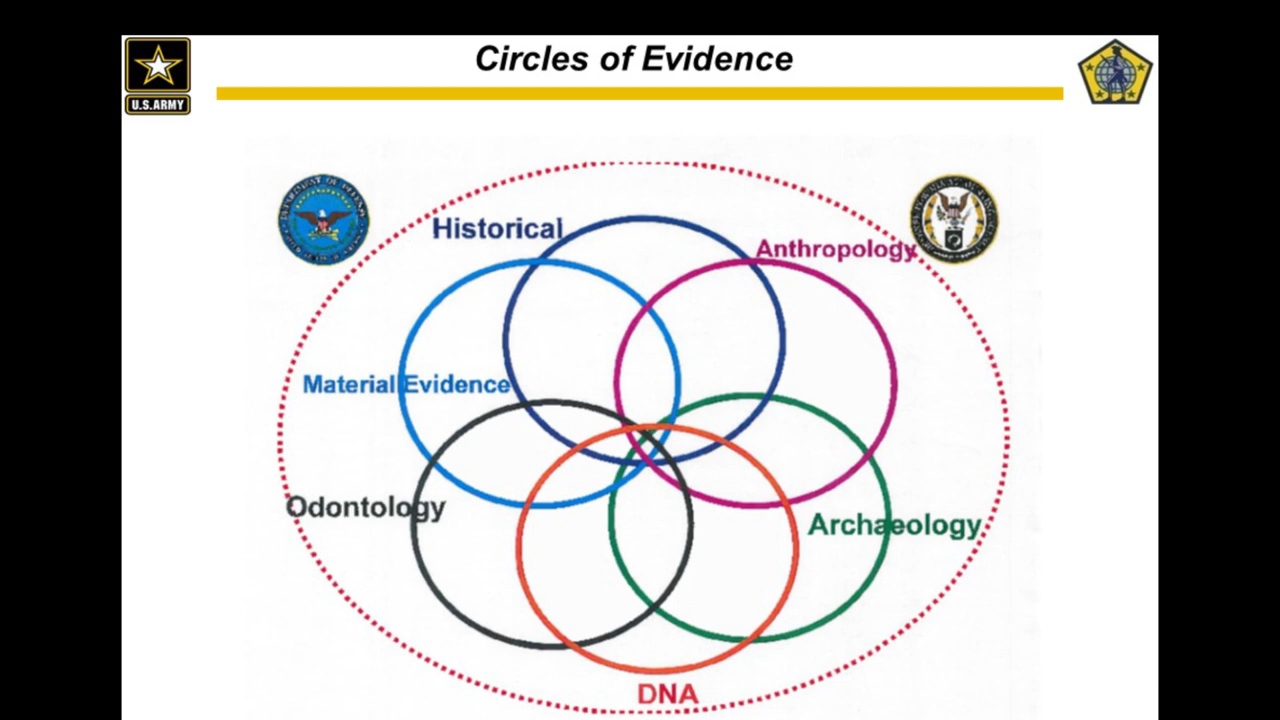 Circles of Evidence
U.S.ARMY
Historical
Anthropology
Material Evidence
Odontology
Archaeology
DNA